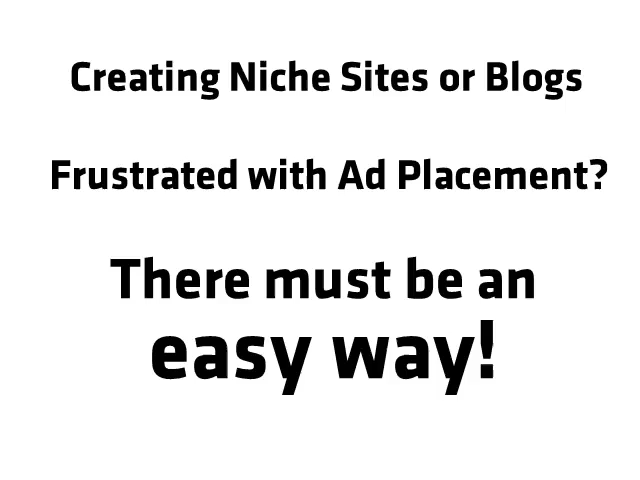 Creating Niche Sites or Blogs
Frustrated with Ad Placement?
There must be an
easy way!